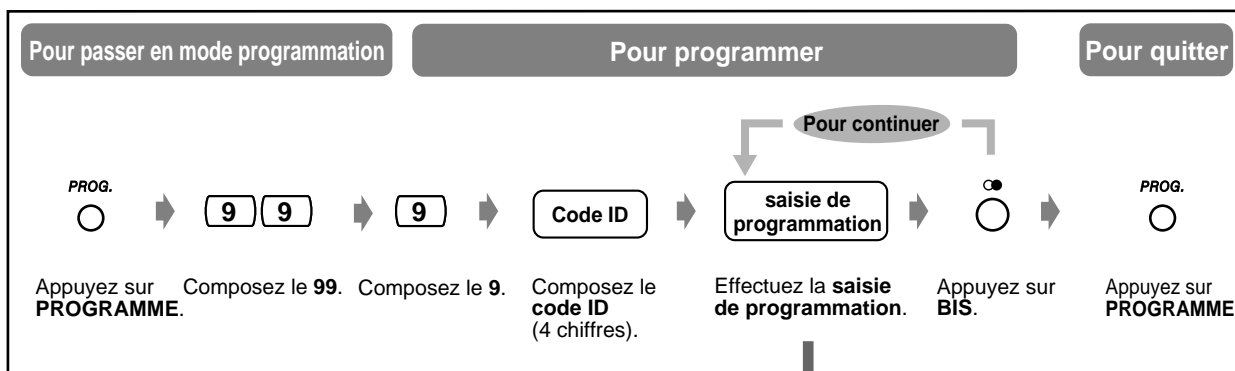 Pour passer en mode programmation
Pour programmer
Pour quitter
Pour continuer
PROG.
9 9
9
Code ID
saisie de
programmation
PROG.
Appuyez sur
PROGRAMME.
Composez le 99.
Composez le 9.
Composez le
code ID
(4 chiffres).
Effectuez la saisie
de programmation.
Appuyez sur
BIS.
Appuyez sur
PROGRAMME